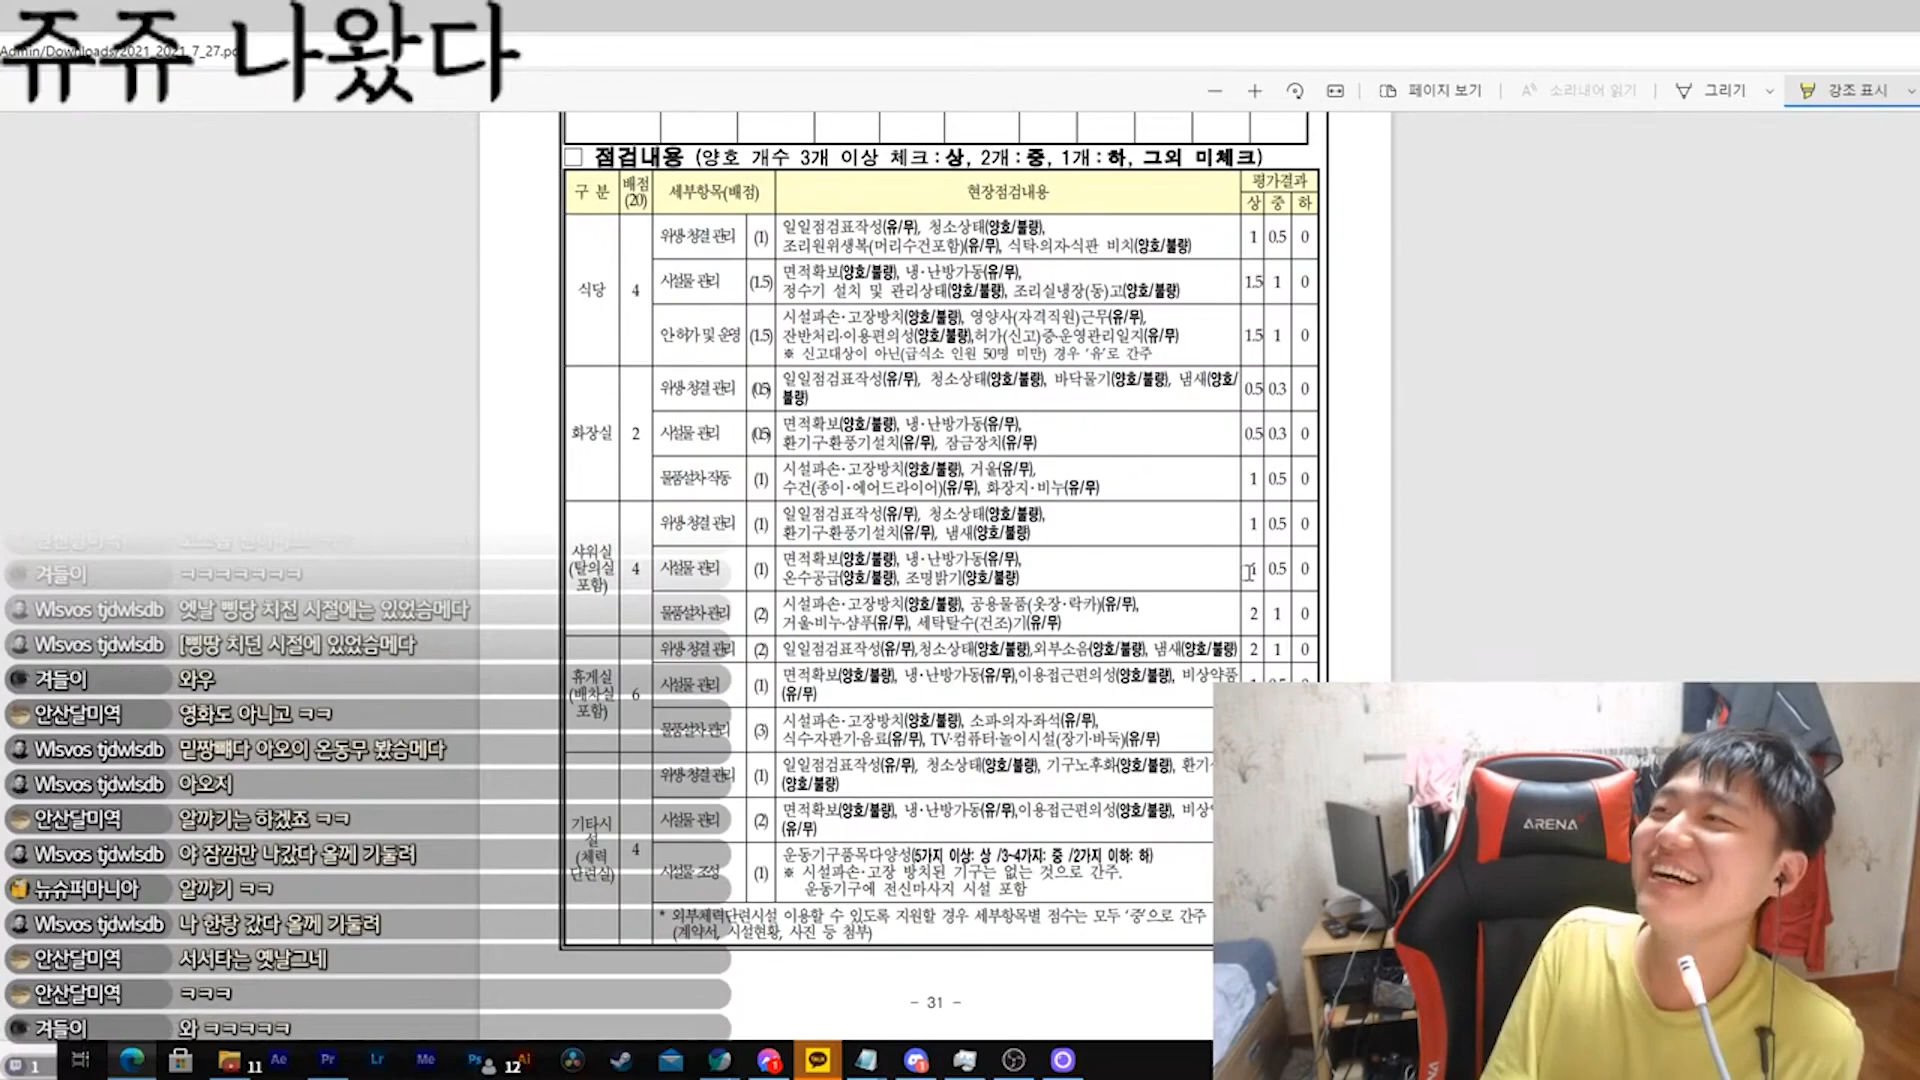 쥬쥬 나왔다
Admin/Downloads/2021_2021_7_27.pd
페이지 보기
소리내어 읽기
그리기
강조 표시
□ 점검내용 (양호 개수 3개 이상 체크 : 상, 2개 : 중, 1개 : 하, 그외 미체크)
구 분 배점(20) 세부항목(배점) 현장점검내용 평가결과
상 중 하
식당 4
위생·청결 관리 (1) 일일점검표작성(유/무), 청소상태(양호/불량), 1 0.5 0
조리원위생복(머리수건포함)(유/무), 식탁·의자·식판 비치(양호/불량)
시설물 관리 (1.5) 면적확보(양호/불량), 냉·난방가동(유/무), 1.5 1 0
정수기 설치 및 관리상태(양호/불량), 조리실냉장(동)고(양호/불량)
인·허가 및 운영 (1.5) 시설파손·고장방치(양호/불량), 영양사(자격직원)근무(유/무), 1.5 1 0
잔반처리·이용편의성(양호/불량),허가(신고)증·운영관리일지(유/무)
※ 신고대상이 아닌(급식소 인원 50명 미만) 경우 '유'로 간주
화장실 2
위생·청결 관리 (0.5) 일일점검표작성(유/무), 청소상태(양호/불량), 바닥물기(양호/불량), 냄새(양호/ 0.5 0.3 0
불량)
시설물 관리 (0.5) 면적확보(양호/불량), 냉·난방가동(유/무), 0.5 0.3 0
환기구·환풍기설치(유/무), 잠금장치(유/무)
물품설치·작동 (1) 시설파손·고장방치(양호/불량), 거울(유/무), 1 0.5 0
수건(종이·에어드라이어)(유/무), 화장지·비누(유/무)
샤워실
(탈의실
포함) 4
위생·청결 관리 (1) 일일점검표작성(유/무), 청소상태(양호/불량), 1 0.5 0
환기구·환풍기설치(유/무), 냄새(양호/불량)
시설물 관리 (1) 면적확보(양호/불량), 냉·난방가동(유/무), 0.5 0
온수공급(양호/불량), 조명밝기(양호/불량)
물품설치·관리 (2) 시설파손·고장방치(양호/불량), 공용물품(옷장·락카)(유/무), 2 1 0
거울·비누·샴푸(유/무), 세탁탈수(건조)기(유/무)
휴게실
(배차실
포함) 6
위생·청결 관리 (2) 일일점검표작성(유/무),청소상태(양호/불량),외부소음(양호/불량), 냄새(양호/불량) 2 1 0
시설물 관리 (1) 면적확보(양호/불량), 냉·난방가동(유/무),이용접근편의성(양호/불량), 비상약품
(유/무)
물품설치·관리 (3) 시설파손·고장방치(양호/불량), 소파·의자·좌석(유/무),
식수·자판기·음료(유/무), TV·컴퓨터·놀이시설(장기·바둑)(유/무)
기타시
설
(체력
단련실) 4
위생·청결 관리 (1) 일일점검표작성(유/무), 청소상태(양호/불량), 기구노후화(양호/불량), 환기
(양호/불량)
시설물 관리 (2) 면적확보(양호/불량), 냉·난방가동(유/무),이용접근편의성(양호/불량), 비상
(유/무)
시설물 조성 (1) 운동기구품목다양성(5가지 이상: 상 /3~4가지: 중 /2가지 이하: 하)
※ 시설파손·고장 방치된 기구는 없는 것으로 간주.
운동기구에 전신마사지 시설 포함
* 외부체력단련시설 이용할 수 있도록 지원할 경우 세부항목별 점수는 모두 '중'으로 간주
(계약서, 시설현황, 사진 등 첨부)
- 31 -
겨들이 ㅋㅋㅋㅋㅋㅋㅋ
Wlsvos tjdwlsdb 옛날 삥당 치전 시절에는 있었슴메다
Wlsvos tjdwlsdb [삥땅 치던 시절에 있었슴메다
겨들이 와우
안산달미역 영화도 아니고 ㅋㅋ
Wlsvos tjdwlsdb 밑짱뺴다 아오이 온동무 봤슴메다
Wlsvos tjdwlsdb 아오지
안산달미역 알까기는 하겠죠 ㅋㅋ
Wlsvos tjdwlsdb 야 잠깜만 나갔다 올께 기둘려
뉴슈퍼마니아 알까기 ㅋㅋ
Wlsvos tjdwlsdb 나 한탕 갔다 올께 기둘려
안산달미역 서서타는 옛날그네
안산달미역 ㅋㅋㅋ
겨들이 와 ㅋㅋㅋㅋㅋ
ARENA
1
11
Ae
Pr
Lr
Me
Ps
12
Ai
TALK